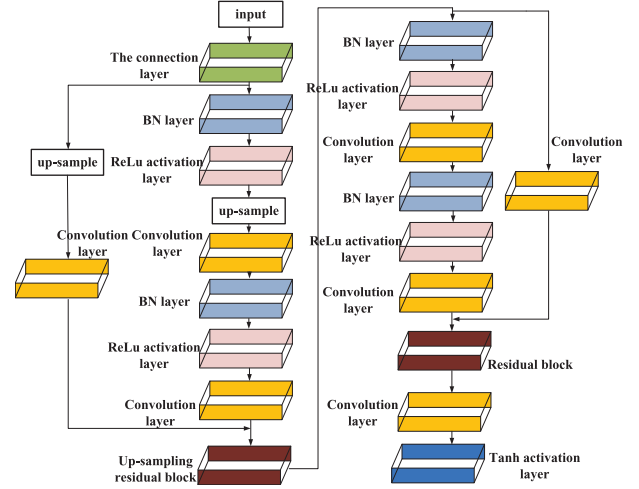 input
The connection
layer
BN layer
up-sample
ReLu activation
layer
up-sample
Convolution
layer
Convolution
layer
BN layer
ReLu activation
layer
Convolution
layer
Up-sampling
residual block
BN layer
ReLu activation
layer
Convolution
layer
Convolution
layer
BN layer
ReLu activation
layer
Convolution
layer
Residual block
Convolution
layer
Tanh activation
layer